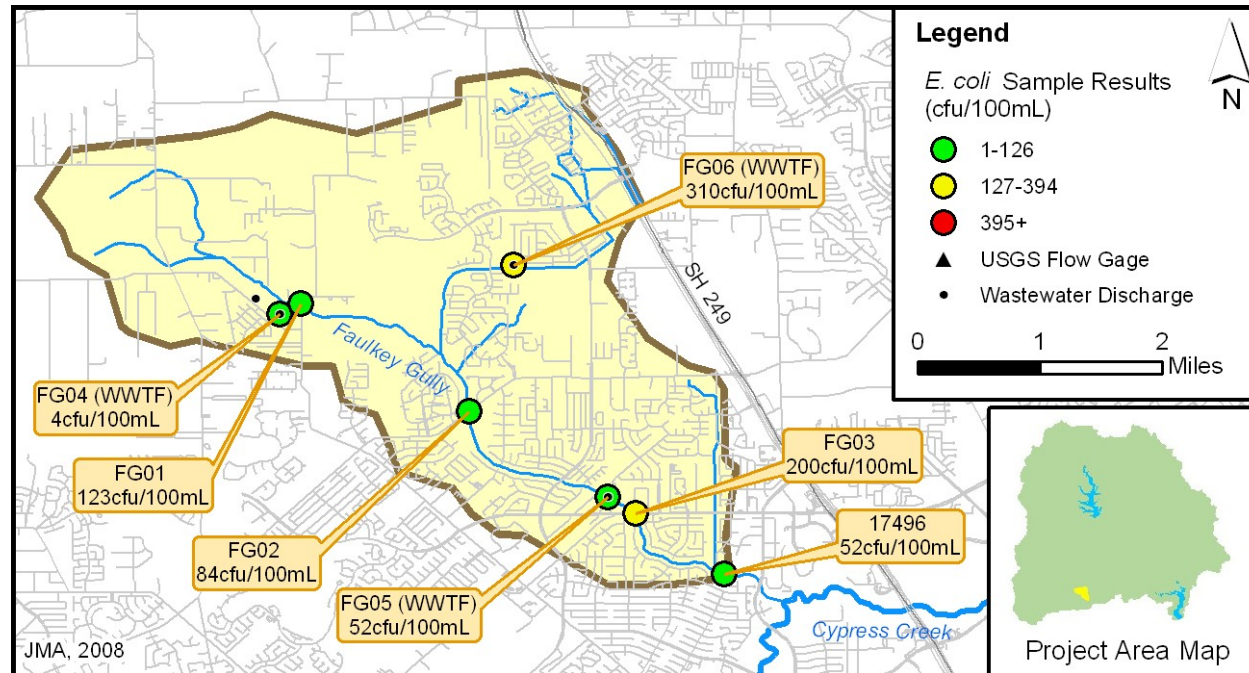 Legend
E. coli Sample Results
(cfu/100mL)
1-126
127-394
395+
USGS Flow Gage
Wastewater Discharge
0 1 2
Miles
N
FG06 (WWTF)
310cfu/100mL
SH 249
Faulkey Gully
FG04 (WWTF)
4cfu/100mL
FG01
123cfu/100mL
FG02
84cfu/100mL
FG05 (WWTF)
52cfu/100mL
FG03
200cfu/100mL
17496
52cfu/100mL
Cypress Creek
JMA, 2008
Project Area Map